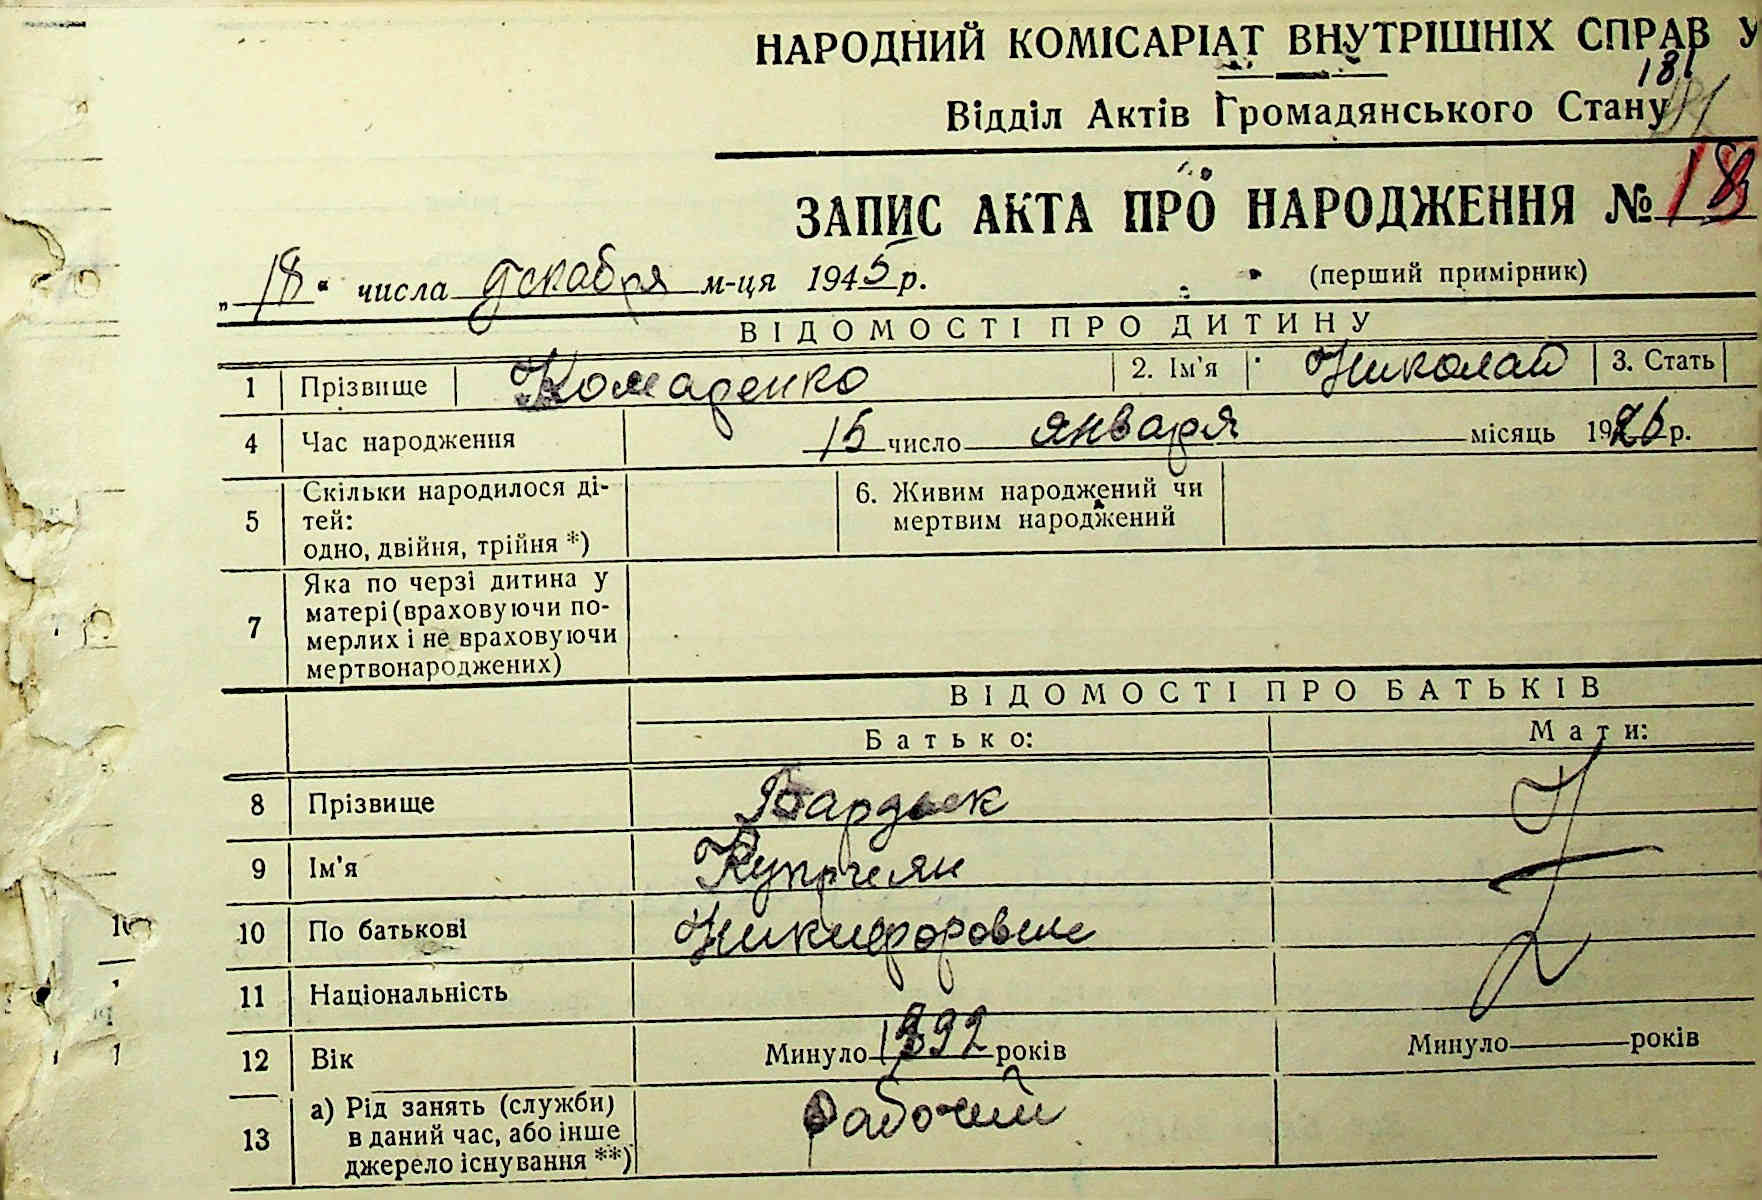 НАРОДНИЙ КОМІСАРІАТ ВНУТРІШНІХ СПРАВ У
181
Відділ Актів Громадянського Стану
ЗАПИС АКТА ПРО НАРОДЖЕННЯ №
„18“ числа декабря м-ця 1945 р.
(перший примірник)
ВІДОМОСТІ ПРО ДИТИНУ
1 Прізвище Комаренко 2. Ім'я Николай 3. Стать
4 Час народження 15 число января місяць 1926 р.
5 Скільки народилося ді-
тей:
одно, двійня, трійня *)
6. Живим народжений чи
мертвим народжений
7 Яка по черзі дитина у
матері (враховуючи по-
мерлих і не враховуючи
мертвонароджених)
ВІДОМОСТІ ПРО БАТЬКІВ
Батько: Мати:
8 Прізвище
9 Ім'я Куприян
10 По батькові Никифорович
11 Національність
12 Вік Минуло 1892 років Минуло років
13 а) Рід занять (служби)
в даний час, або інше
джерело існування **)
Рабочий